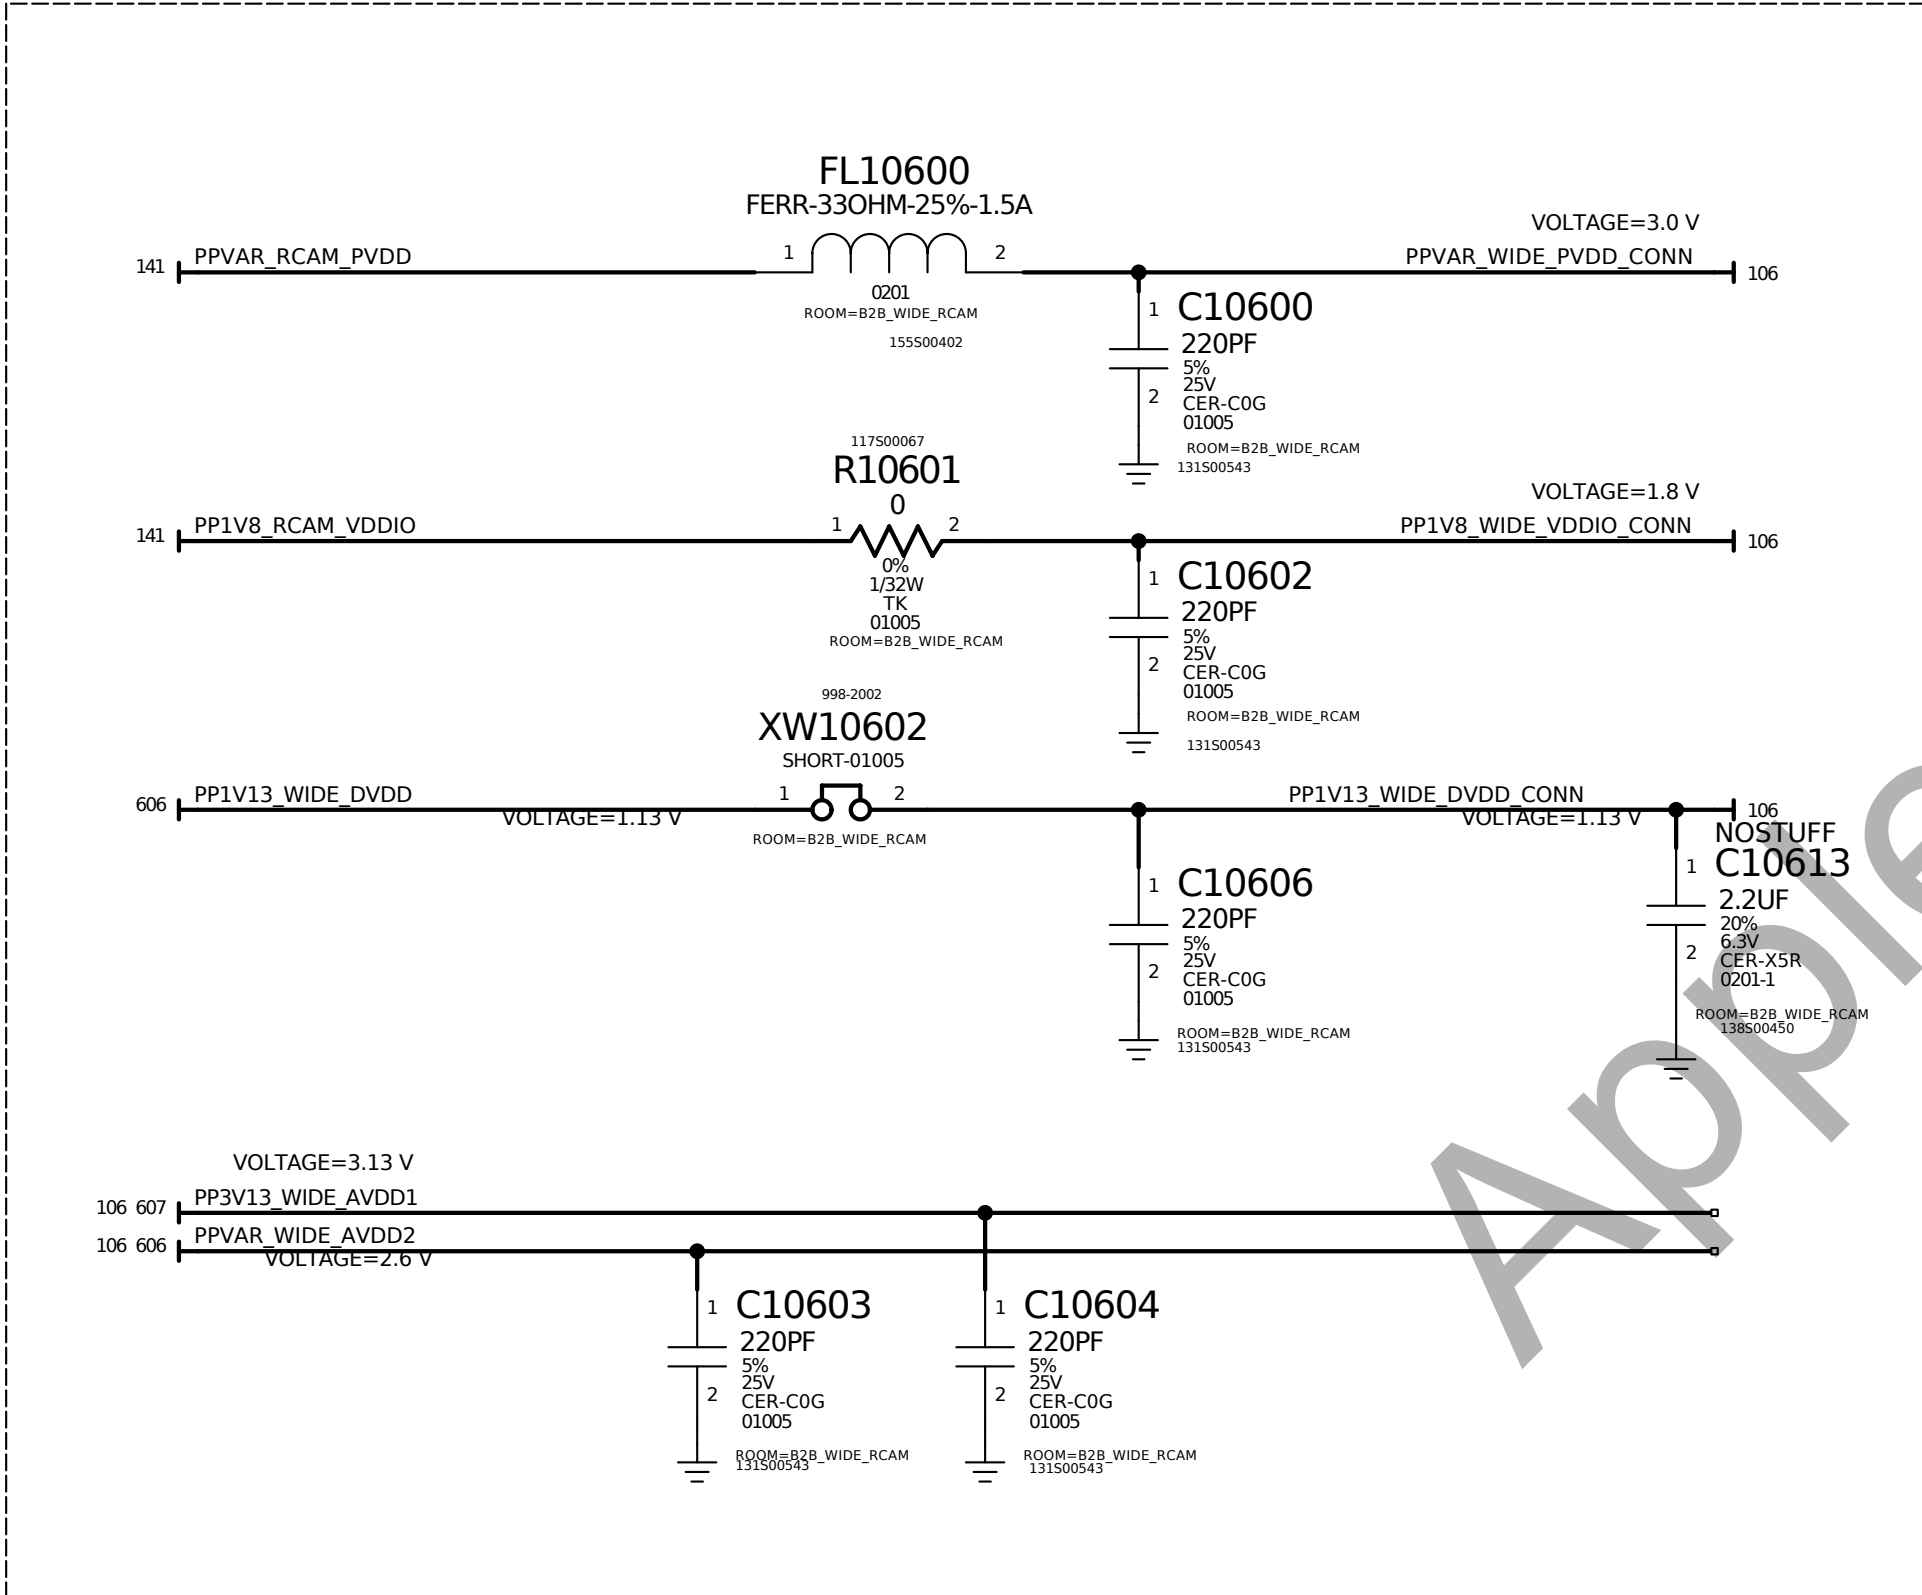 FL10600
FERR-33OHM-25%-1.5A
VOLTAGE=3.0 V
141 PPVAR_RCAM_PVDD 1 2 PPVAR_WIDE_PVDD_CONN 106
0201
ROOM=B2B_WIDE_RCAM
155S00402
1 C10600
220PF
5%
25V
2 CER-C0G
01005
ROOM=B2B_WIDE_RCAM
131S00543
117S00067
R10601
0
VOLTAGE=1.8 V
141 PP1V8_RCAM_VDDIO 1 2 PP1V8_WIDE_VDDIO_CONN 106
0%
1/32W
TK
01005
ROOM=B2B_WIDE_RCAM
1 C10602
220PF
5%
25V
2 CER-C0G
01005
ROOM=B2B_WIDE_RCAM
131S00543
998-2002
XW10602
SHORT-01005
606 PP1V13_WIDE_DVDD 1 2 PP1V13_WIDE_DVDD_CONN 106
VOLTAGE=1.13 V VOLTAGE=1.13 V
ROOM=B2B_WIDE_RCAM
1 C10606
220PF
5%
25V
2 CER-C0G
01005
ROOM=B2B_WIDE_RCAM
131S00543
NOSTUFF
1 C10613
2.2UF
20%
6.3V
2 CER-X5R
0201-1
ROOM=B2B_WIDE_RCAM
138S00450
VOLTAGE=3.13 V
106 607 PP3V13_WIDE_AVDD1
106 606 PPVAR_WIDE_AVDD2
VOLTAGE=2.6 V
1 C10603
220PF
5%
25V
2 CER-C0G
01005
ROOM=B2B_WIDE_RCAM
131S00543
1 C10604
220PF
5%
25V
2 CER-C0G
01005
ROOM=B2B_WIDE_RCAM
131S00543
Apple